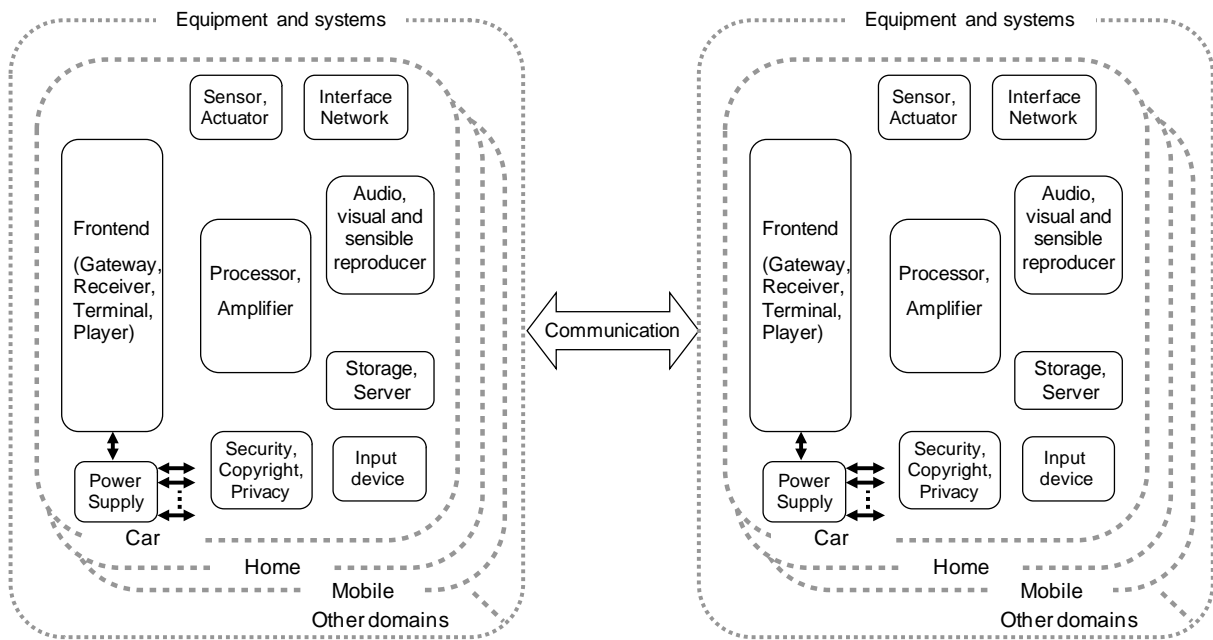 Equipment and systems
Sensor,
Actuator
Interface
Network
Frontend
(Gateway,
Receiver,
Terminal,
Player)
Processor,
Amplifier
Audio,
visual and
sensible
reproducer
Storage,
Server
Power
Supply
Security,
Copyright,
Privacy
Input
device
Car
Home
Mobile
Other domains
Communication
Equipment and systems
Sensor,
Actuator
Interface
Network
Frontend
(Gateway,
Receiver,
Terminal,
Player)
Processor,
Amplifier
Audio,
visual and
sensible
reproducer
Storage,
Server
Power
Supply
Security,
Copyright,
Privacy
Input
device
Car
Home
Mobile
Other domains